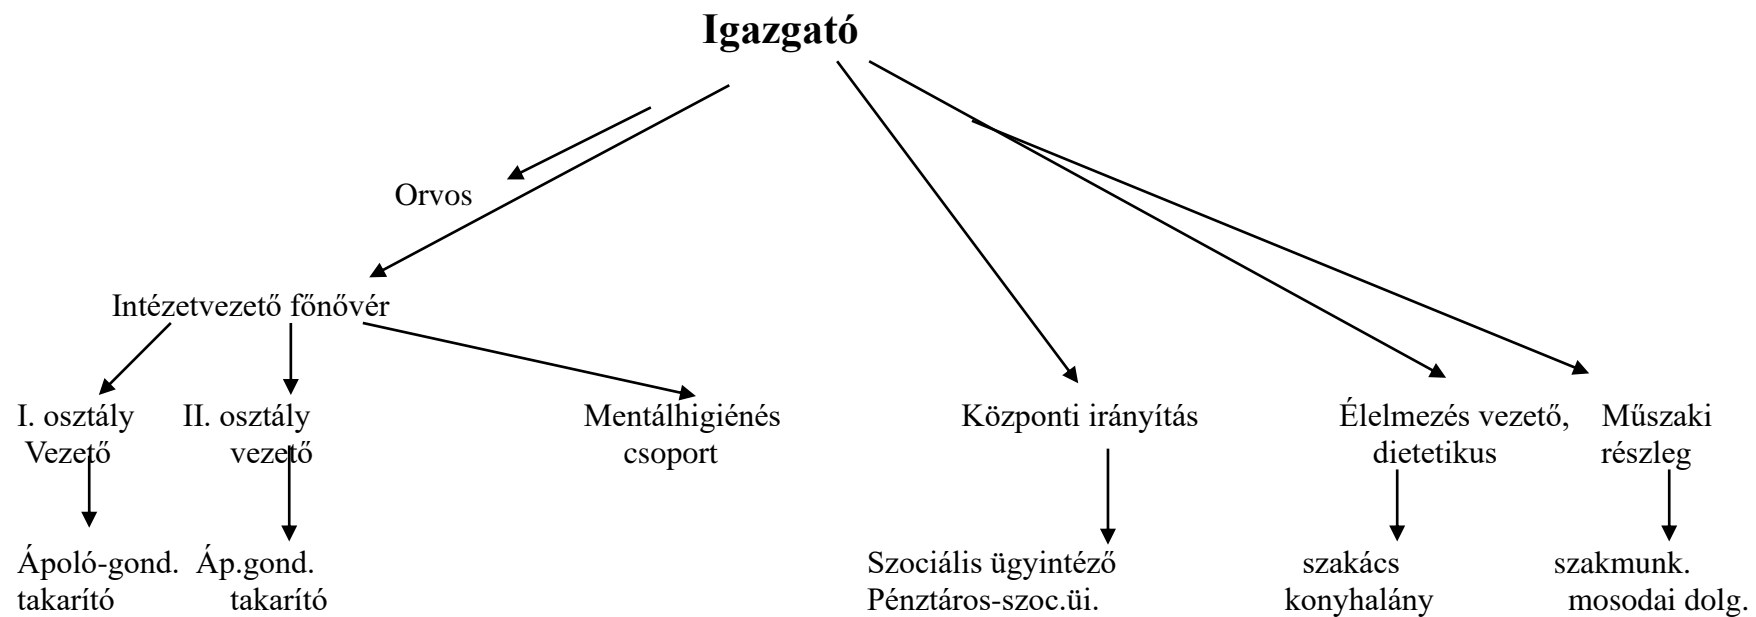 Igazgató
Orvos
Intézetvezető főnővér
I. osztály II. osztály Mentálhigiénés Központi irányítás Élelmezés vezető, Műszaki
Vezető vezető csoport dietetikus részleg
Ápoló-gond. Áp.gond. Szociális ügyintéző szakács szakmunk.
takarító takarító Pénztáros-szoc.üi. konyhalány mosodai dolg.